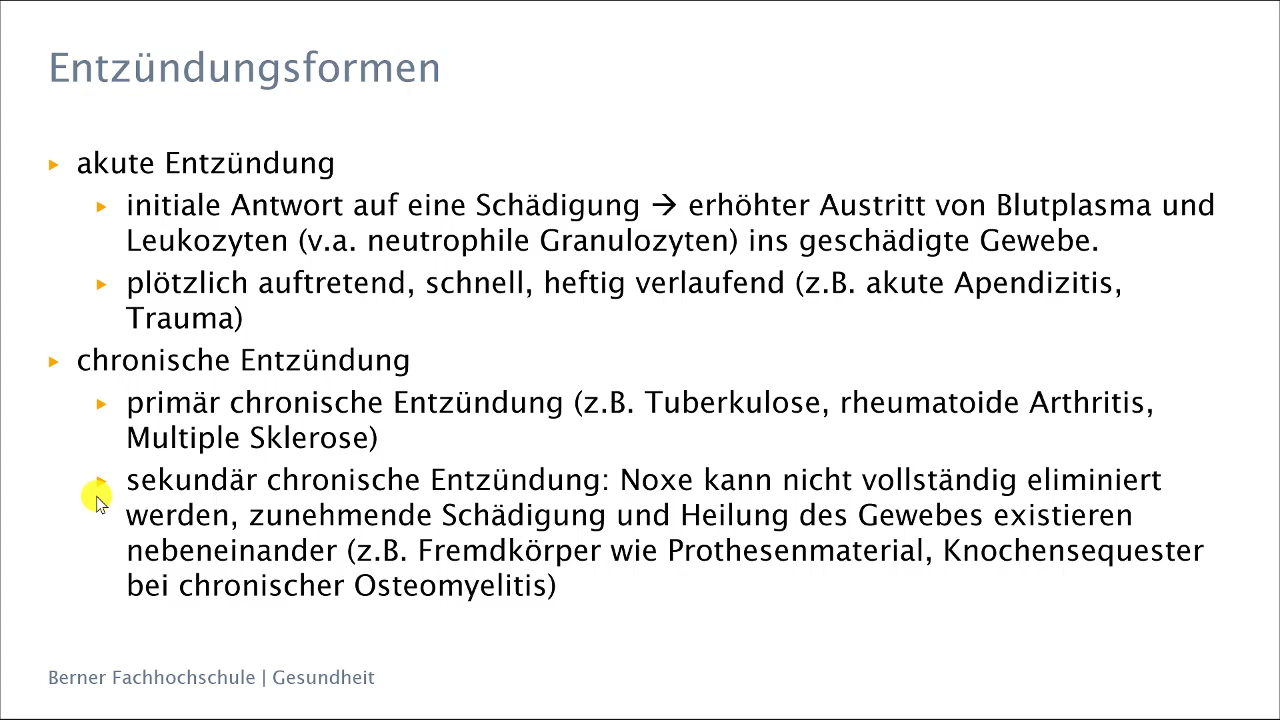 Entzündungsformen
akute Entzündung
initiale Antwort auf eine Schädigung → erhöhter Austritt von Blutplasma und
Leukozyten (v.a. neutrophile Granulozyten) ins geschädigte Gewebe.
plötzlich auftretend, schnell, heftig verlaufend (z.B. akute Apendizitis,
Trauma)
chronische Entzündung
primär chronische Entzündung (z.B. Tuberkulose, rheumatoide Arthritis,
Multiple Sklerose)
sekundär chronische Entzündung: Noxe kann nicht vollständig eliminiert
werden, zunehmende Schädigung und Heilung des Gewebes existieren
nebeneinander (z.B. Fremdkörper wie Prothesenmaterial, Knochensequester
bei chronischer Osteomyelitis)
Berner Fachhochschule | Gesundheit